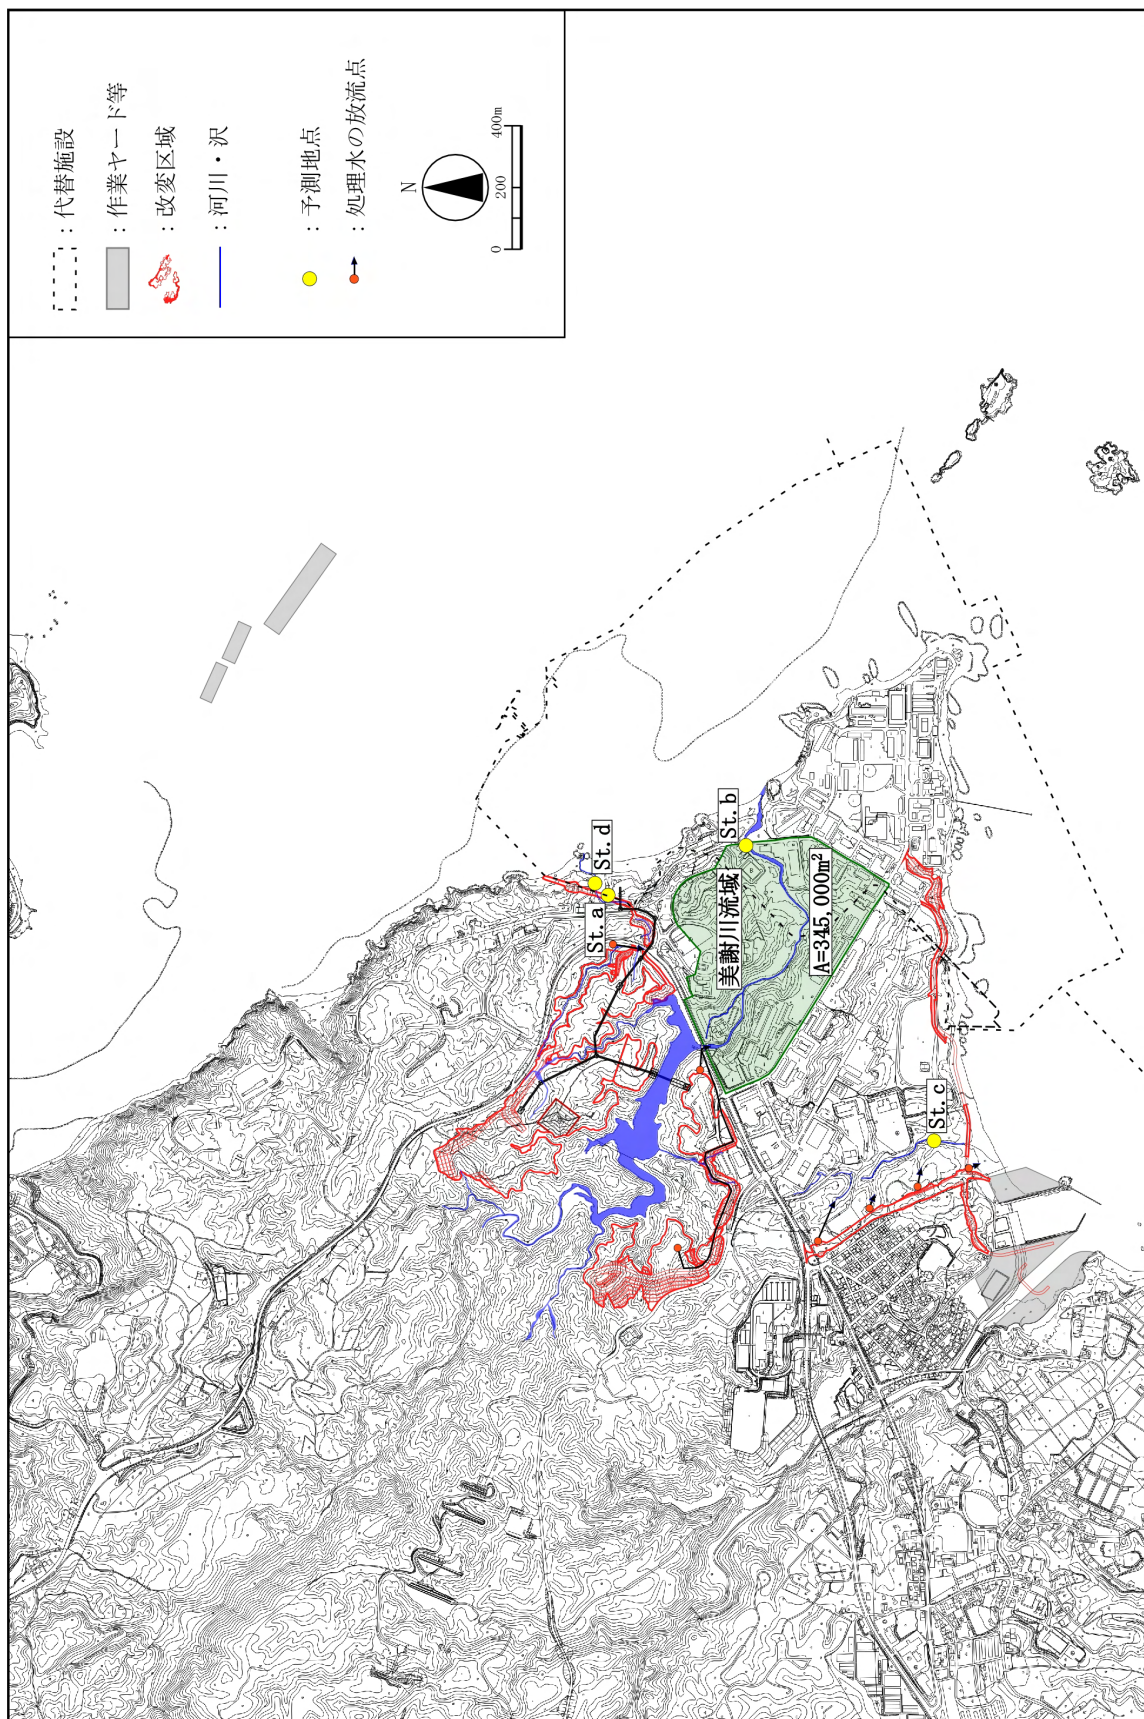 ：代替施設
：作業ヤード等
：改変区域
：河川・沢
：予測地点
：処理水の放流点
N
0 200 400m
St.d
St.a
St.b
美謝川流域
A=345,000m²
St.c